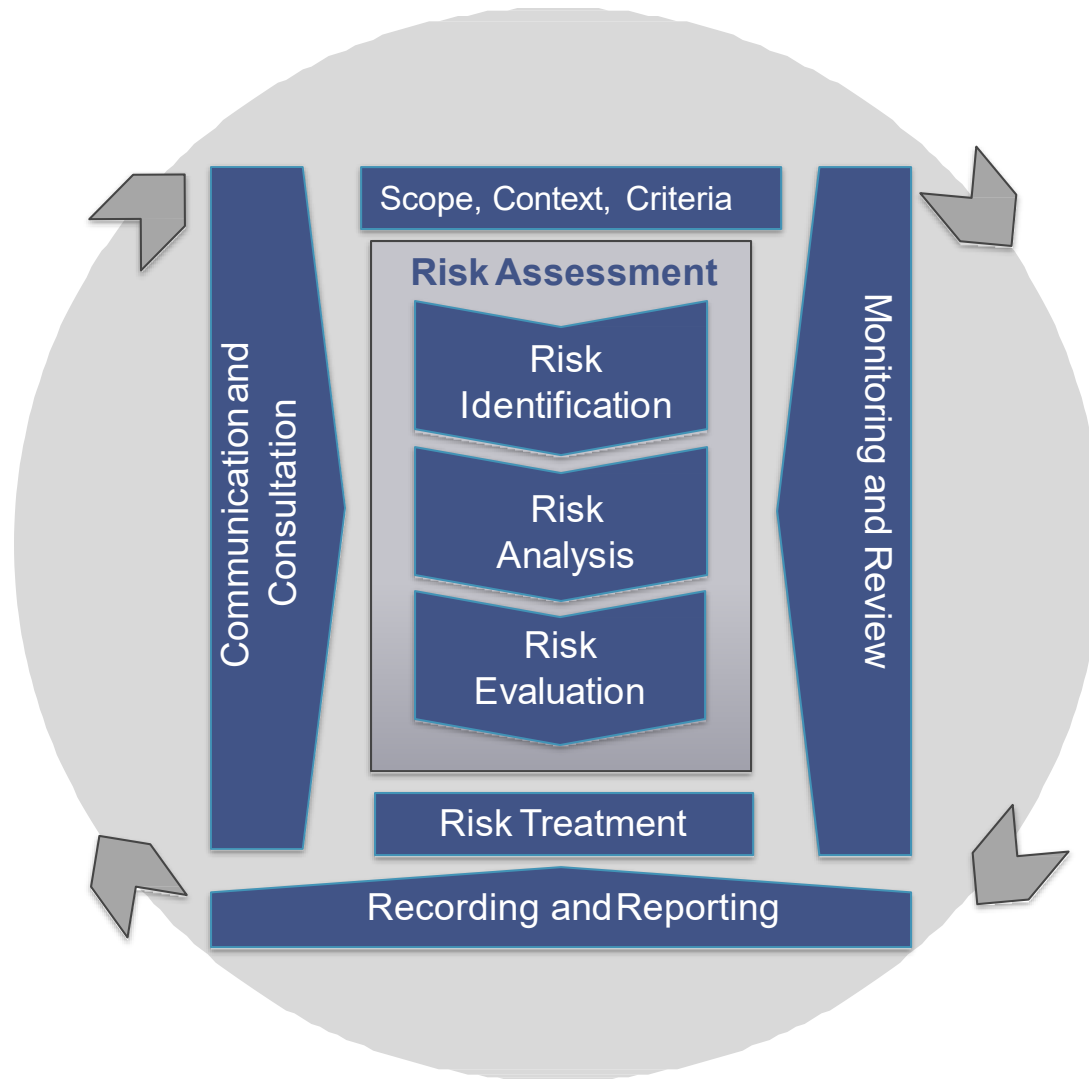 Scope, Context, Criteria
Risk Assessment
Risk
Identification
Risk
Analysis
Risk
Evaluation
Communication and
Consultation
Monitoring and Review
Risk Treatment
Recording and Reporting